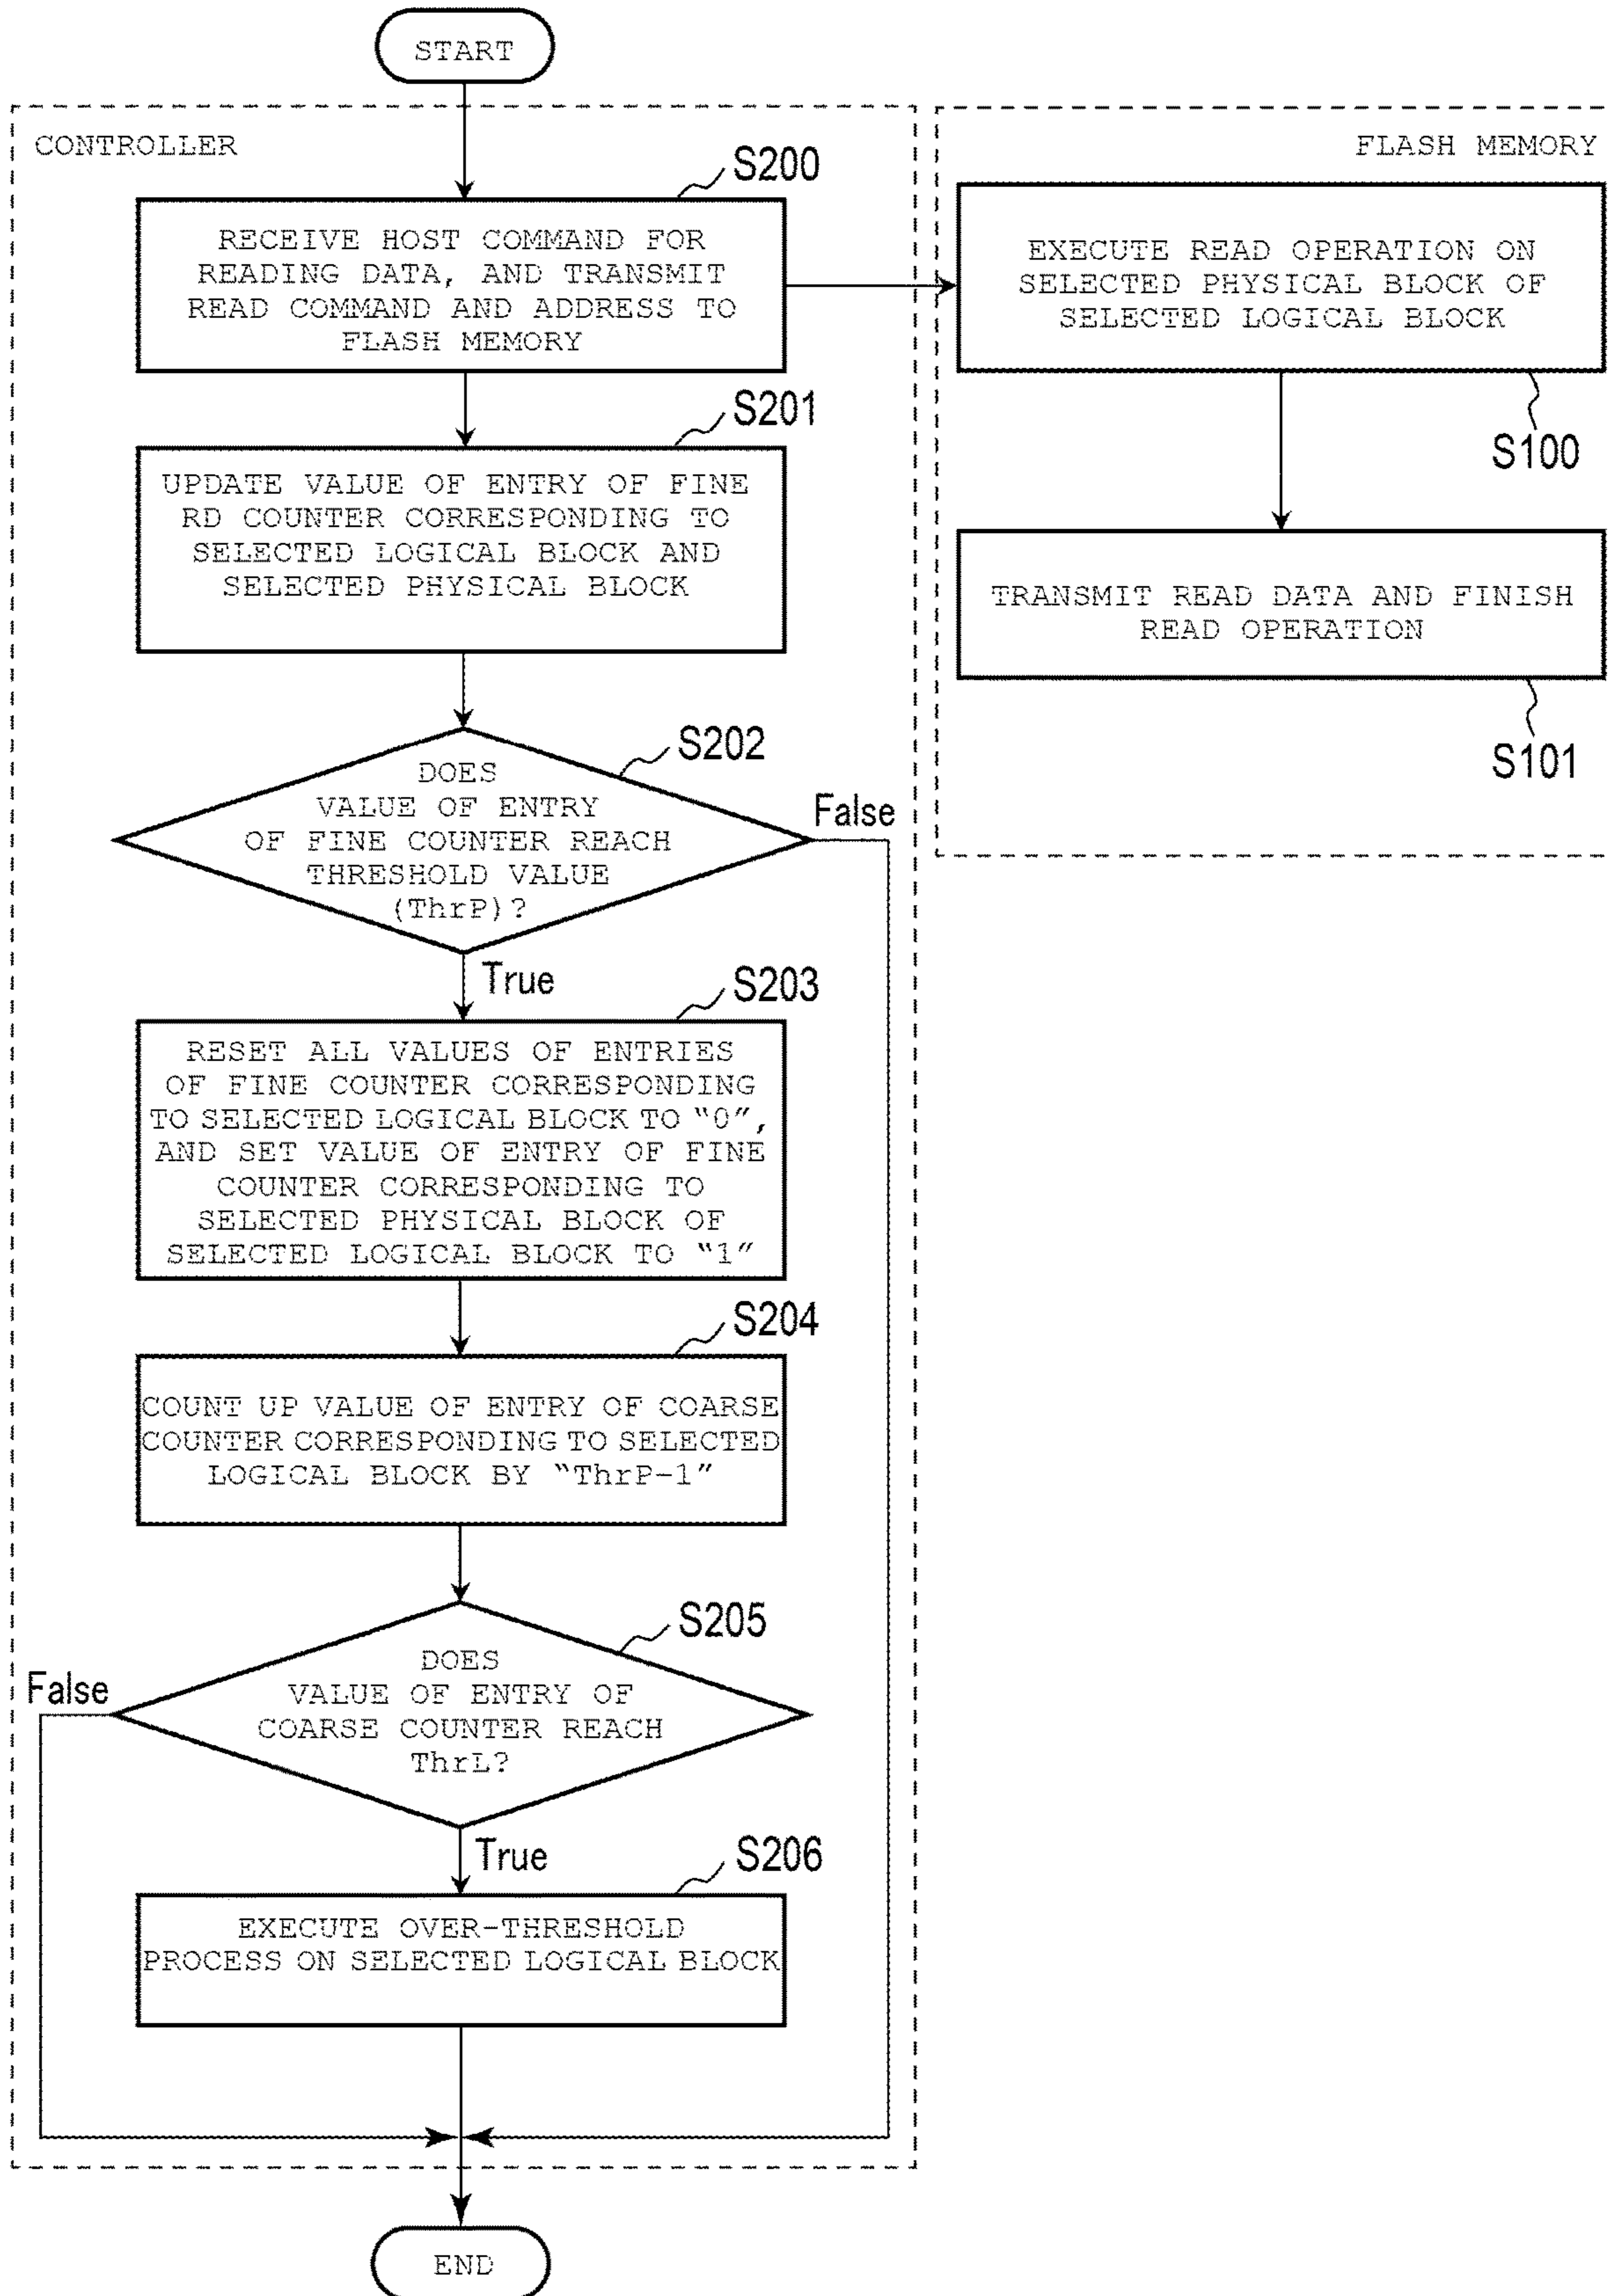 START
CONTROLLER
S200
RECEIVE HOST COMMAND FOR
READING DATA, AND TRANSMIT
READ COMMAND AND ADDRESS TO
FLASH MEMORY
S201
UPDATE VALUE OF ENTRY OF FINE
RD COUNTER CORRESPONDING TO
SELECTED LOGICAL BLOCK AND
SELECTED PHYSICAL BLOCK
S202
DOES
VALUE OF ENTRY
OF FINE COUNTER REACH
THRESHOLD VALUE
(ThrP)?
False
True
S203
RESET ALL VALUES OF ENTRIES
OF FINE COUNTER CORRESPONDING
TO SELECTED LOGICAL BLOCK TO “0”,
AND SET VALUE OF ENTRY OF FINE
COUNTER CORRESPONDING TO
SELECTED PHYSICAL BLOCK OF
SELECTED LOGICAL BLOCK TO “1”
S204
COUNT UP VALUE OF ENTRY OF COARSE
COUNTER CORRESPONDING TO SELECTED
LOGICAL BLOCK BY “ThrP-1”
S205
DOES
VALUE OF ENTRY OF
COARSE COUNTER REACH
ThrL?
False
True
S206
EXECUTE OVER-THRESHOLD
PROCESS ON SELECTED LOGICAL BLOCK
END
FLASH MEMORY
EXECUTE READ OPERATION ON
SELECTED PHYSICAL BLOCK OF
SELECTED LOGICAL BLOCK
S100
TRANSMIT READ DATA AND FINISH
READ OPERATION
S101